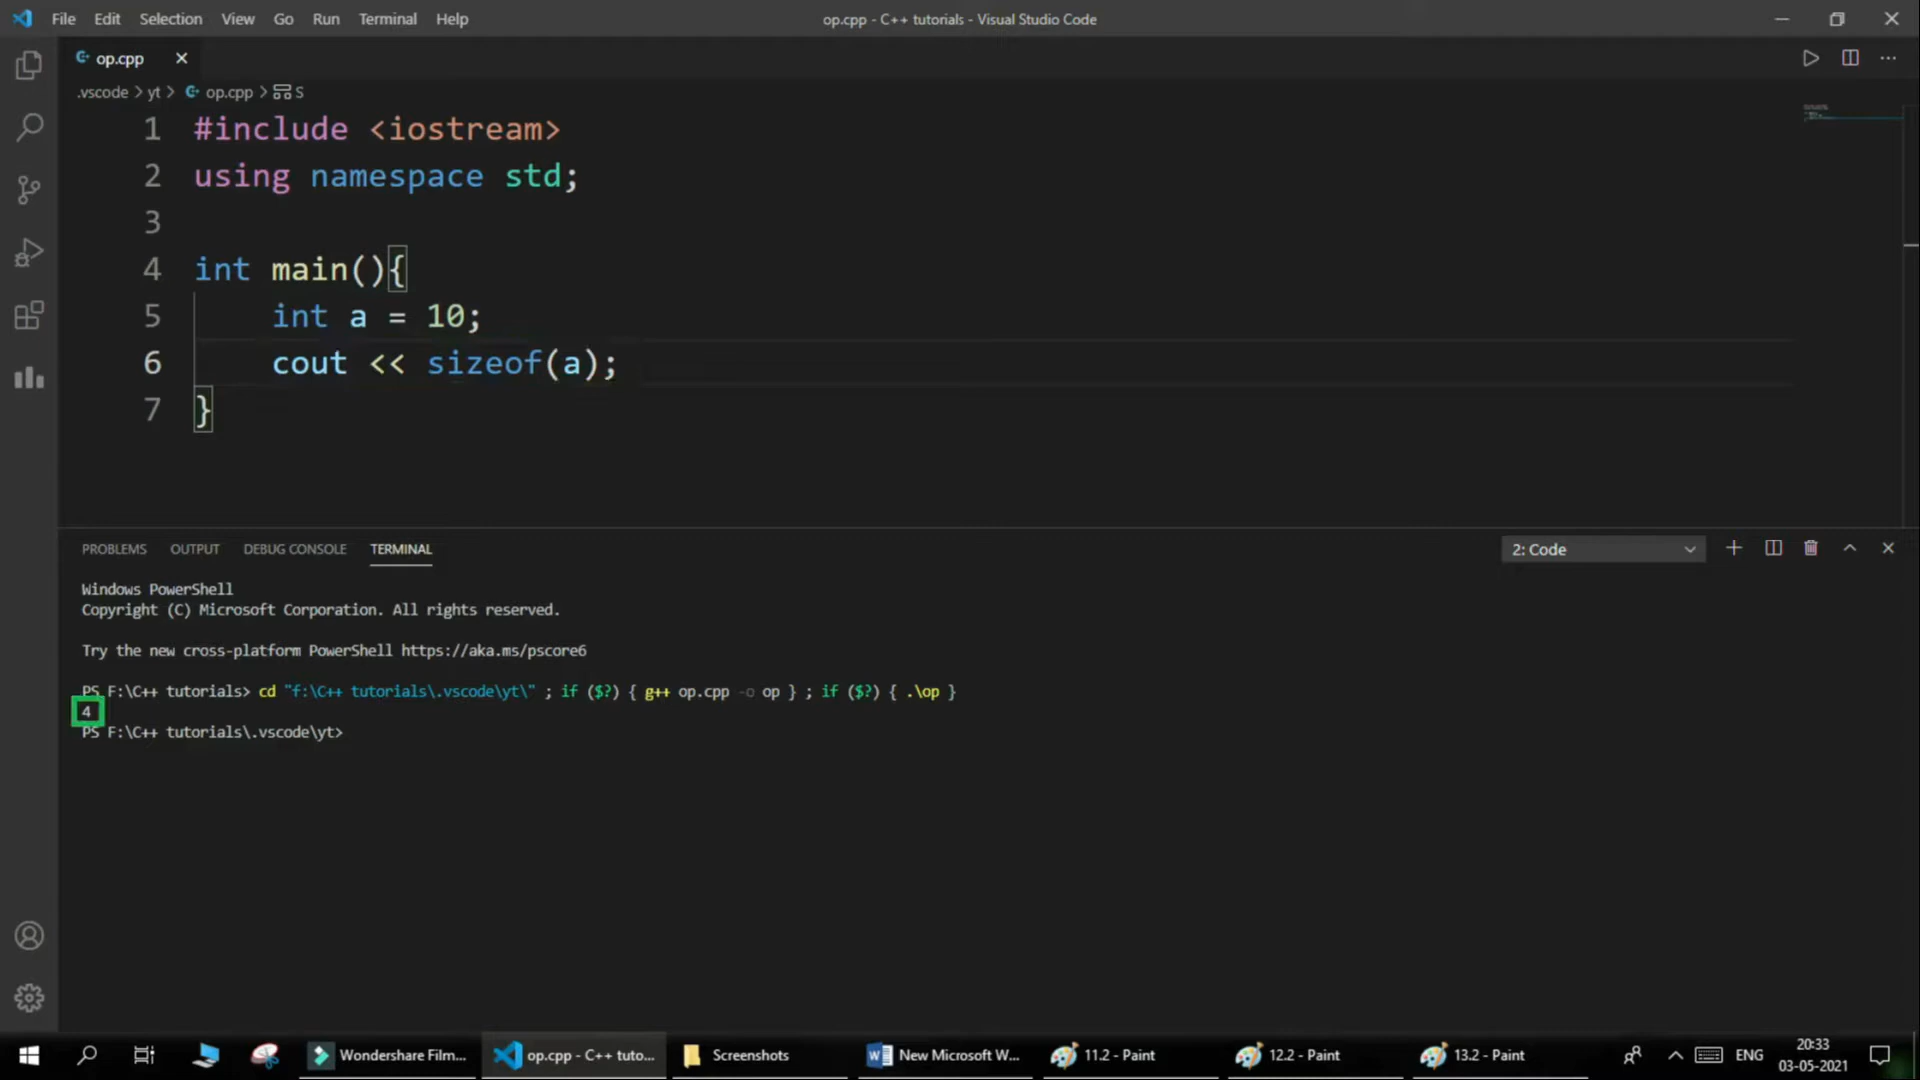 File Edit Selection View Go Run Terminal Help
op.cpp - C++ tutorials - Visual Studio Code
op.cpp
.vscode > yt > op.cpp > S
1 #include <iostream>
2 using namespace std;
3
4 int main(){
5 int a = 10;
6 cout << sizeof(a);
7 }
PROBLEMS OUTPUT DEBUG CONSOLE TERMINAL
2: Code
Windows PowerShell
Copyright (C) Microsoft Corporation. All rights reserved.
Try the new cross-platform PowerShell https://aka.ms/pscore6
PS F:\C++ tutorials> cd "f:\C++ tutorials\.vscode\yt\" ; if ($?) { g++ op.cpp -o op } ; if ($?) { .\op }
4
PS F:\C++ tutorials\.vscode\yt>
Wondershare Film... op.cpp - C++ tuto... Screenshots New Microsoft W... 11.2 - Paint 12.2 - Paint 13.2 - Paint ENG
20:33
03-05-2021